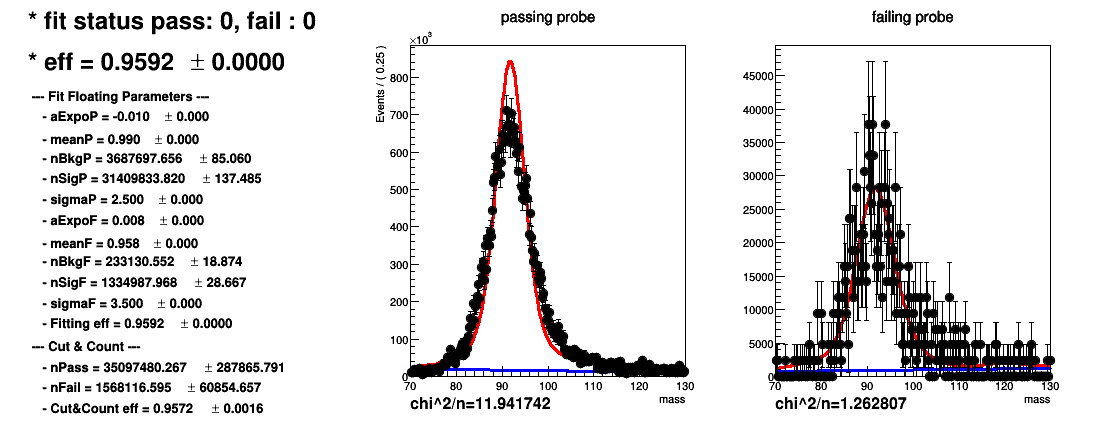 * fit status pass: 0, fail : 0
* eff = 0.9592 ± 0.0000
--- Fit Floating Parameters ---
- aExpoP = -0.010 ± 0.000
- meanP = 0.990 ± 0.000
- nBkgP = 3687697.656 ± 85.060
- nSigP = 31409833.820 ± 137.485
- sigmaP = 2.500 ± 0.000
- aExpoF = 0.008 ± 0.000
- meanF = 0.958 ± 0.000
- nBkgF = 233130.552 ± 18.874
- nSigF = 1334987.968 ± 28.667
- sigmaF = 3.500 ± 0.000
- Fitting eff = 0.9592 ± 0.0000
--- Cut & Count ---
- nPass = 35097480.267 ± 287865.791
- nFail = 1568116.595 ± 60854.657
- Cut&Count eff = 0.9572 ± 0.0016
passing probe
×10³
Events / ( 0.25 )
800
700
600
500
400
300
200
100
0
70 80 90 100 110 120 130
mass
chi^2/n=11.941742
failing probe
45000
40000
35000
30000
25000
20000
15000
10000
5000
0
70 80 90 100 110 120 130
mass
chi^2/n=1.262807